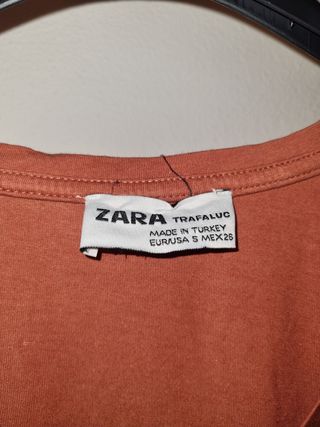 ZARA TRAFALUC
MADE IN TURKEY
EUR/USA S MEX26